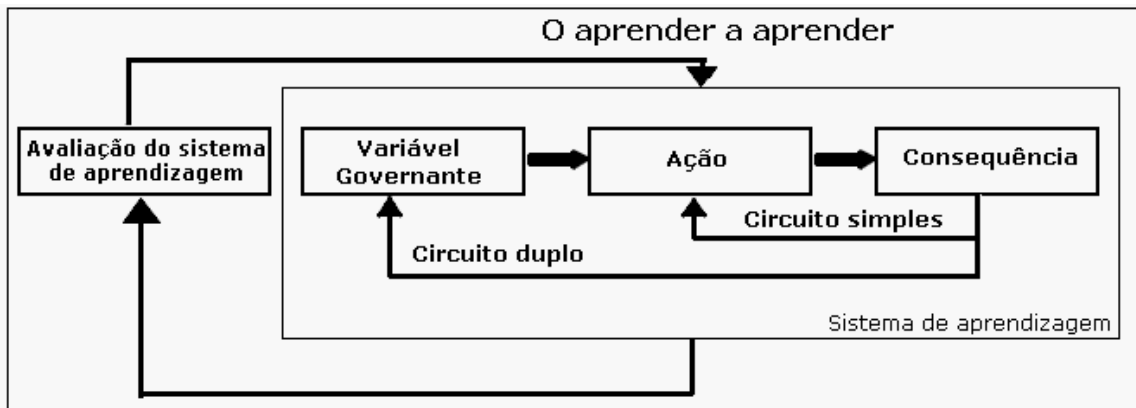 O aprender a aprender
Avaliação do sistema
de aprendizagem
Variável
Governante
Ação
Consequência
Circuito simples
Circuito duplo
Sistema de aprendizagem